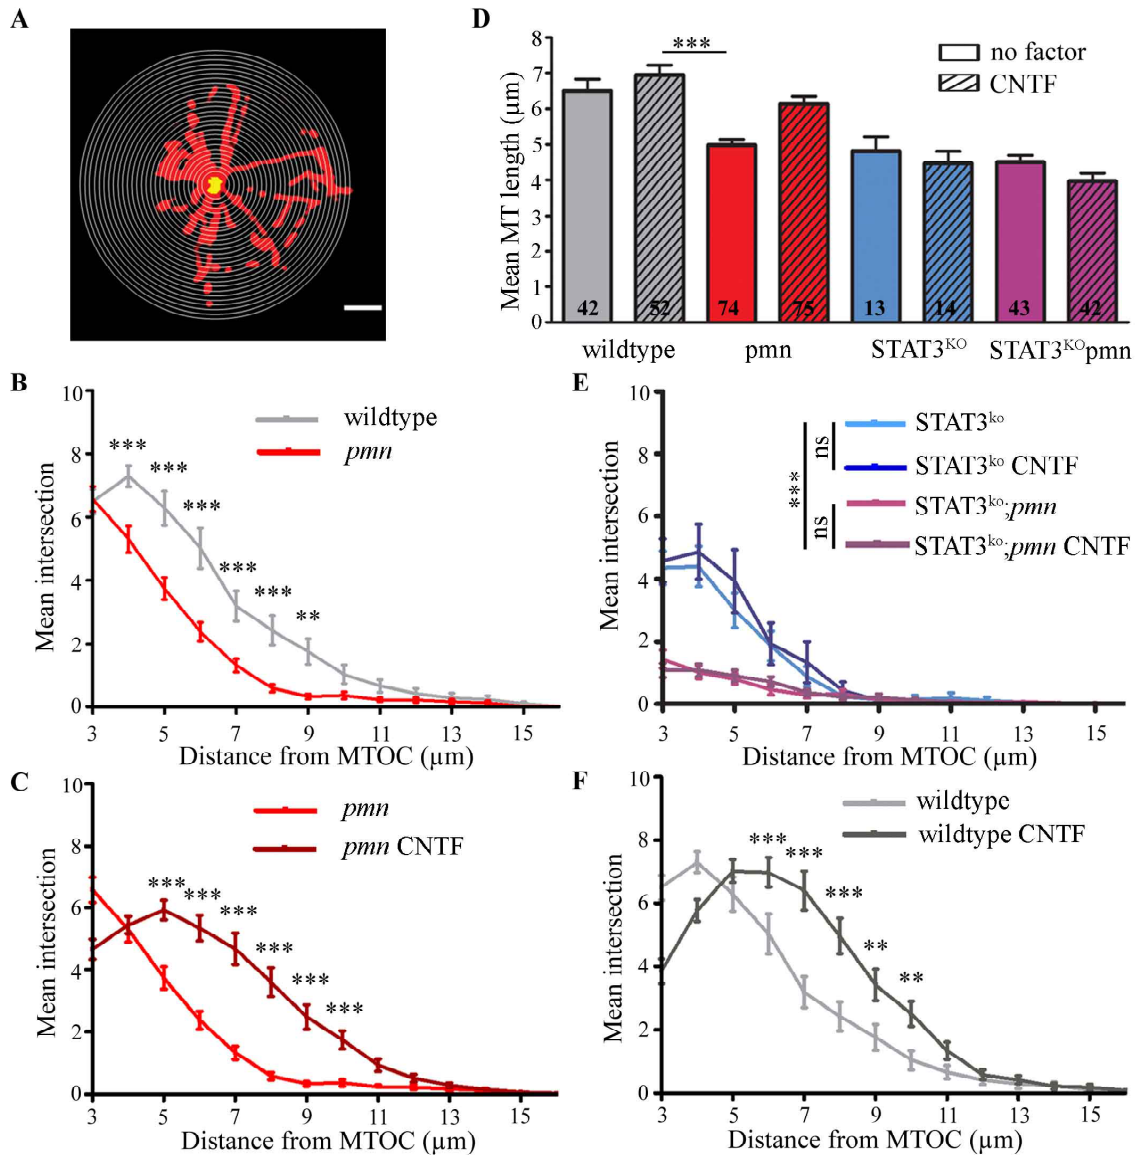 A
D
Mean MT length (µm)
8
7
6
5
4
3
2
1
0
***
no factor
CNTF
42
52
74
75
13
14
43
42
wildtype
pmn
STAT3KO
STAT3KOpmn
B
Mean intersection
10
8
6
4
2
0
wildtype
pmn
***
***
***
***
***
**
3 5 7 9 11 13 15
Distance from MTOC (µm)
E
Mean intersection
10
8
6
4
2
0
***
ns
ns
STAT3ko
STAT3ko CNTF
STAT3ko;pmn
STAT3ko;pmn CNTF
3 5 7 9 11 13 15
Distance from MTOC (µm)
C
Mean intersection
10
8
6
4
2
0
pmn
pmn CNTF
***
***
***
***
***
***
3 5 7 9 11 13 15
Distance from MTOC (µm)
F
Mean intersection
10
8
6
4
2
0
wildtype
wildtype CNTF
***
***
***
**
**
3 5 7 9 11 13 15
Distance from MTOC (µm)